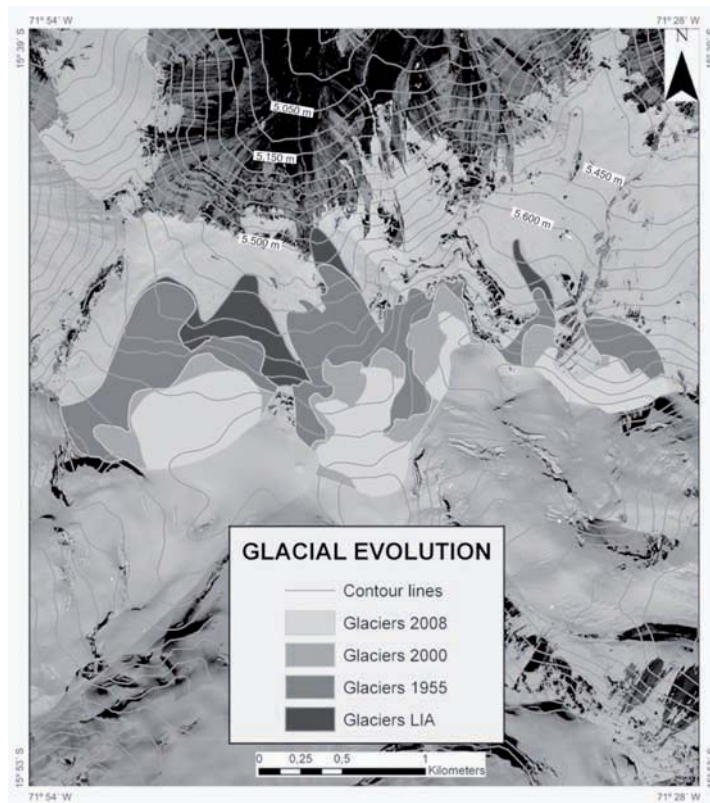 71° 54´ W
71° 28´ W
15° 39´ S
N
5.050 m
5.150 m
5.450 m
5.600 m
5.500 m
GLACIAL EVOLUTION
Contour lines
Glaciers 2008
Glaciers 2000
Glaciers 1955
Glaciers LIA
0 0,25 0,5 1
Kilometers
15° 53´ S
71° 54´ W
71° 28´ W